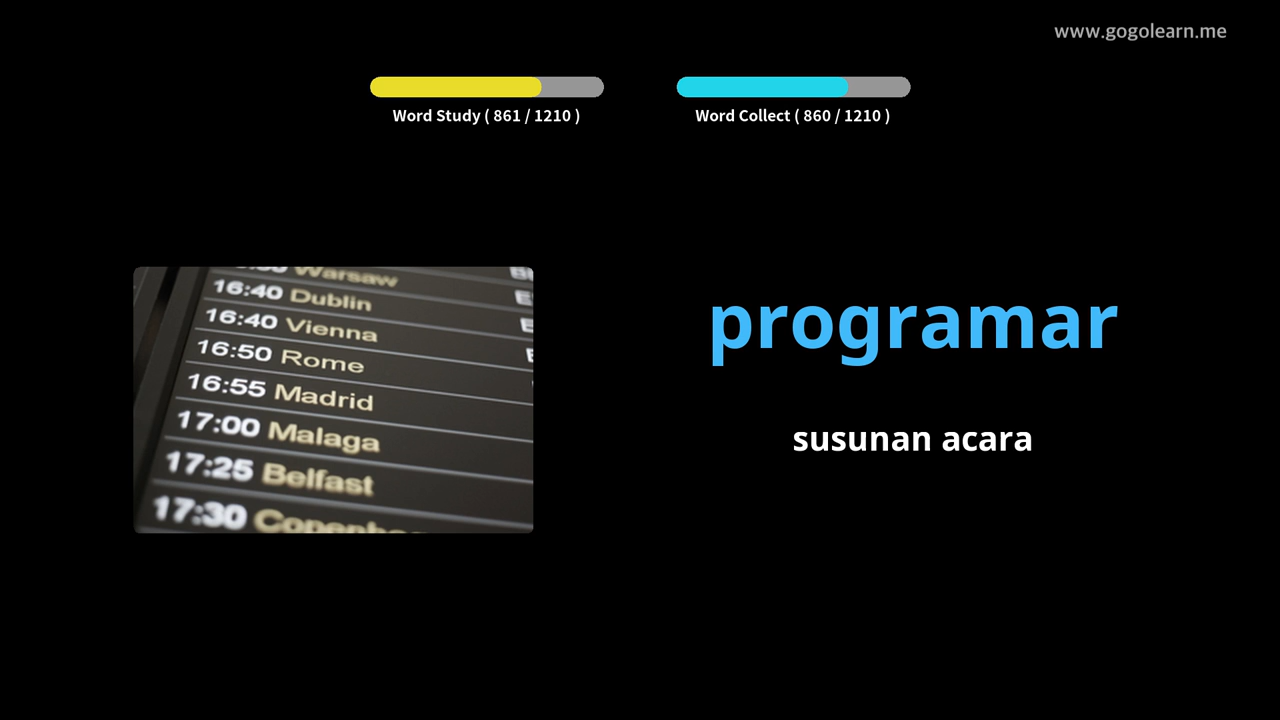 www.gogolearn.me
Word Study ( 861 / 1210 )
Word Collect ( 860 / 1210 )
Warsaw
16:40 Dublin
16:40 Vienna
16:50 Rome
16:55 Madrid
17:00 Malaga
17:25 Belfast
17:30
programar
susunan acara